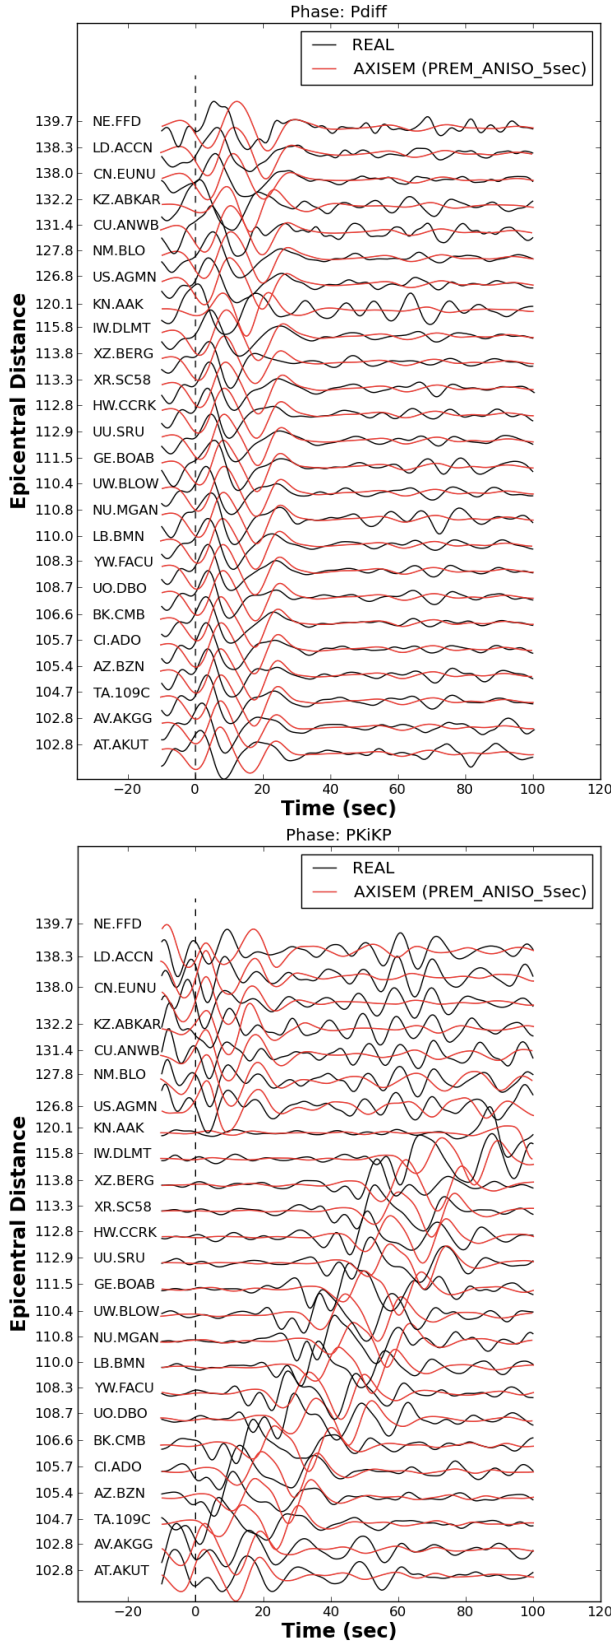 Phase: Pdiff
REAL
AXISEM (PREM_ANISO_5sec)
139.7 NE.FFD
138.3 LD.ACCN
138.0 CN.EUNU
132.2 KZ.ABKAR
131.4 CU.ANWB
127.8 NM.BLO
126.8 US.AGMN
120.1 KN.AAK
115.8 IW.DLMT
113.8 XZ.BERG
113.3 XR.SC58
112.8 HW.CCRK
112.9 UU.SRU
111.5 GE.BOAB
110.4 UW.BLOW
110.8 NU.MGAN
110.0 LB.BMN
108.3 YW.FACU
108.7 UO.DBO
106.6 BK.CMB
105.7 CI.ADO
105.4 AZ.BZN
104.7 TA.109C
102.8 AV.AKGG
102.8 AT.AKUT
Epicentral Distance
−20 0 20 40 60 80 100 120
Time (sec)
Phase: PKiKP
REAL
AXISEM (PREM_ANISO_5sec)
139.7 NE.FFD
138.3 LD.ACCN
138.0 CN.EUNU
132.2 KZ.ABKAR
131.4 CU.ANWB
127.8 NM.BLO
126.8 US.AGMN
120.1 KN.AAK
115.8 IW.DLMT
113.8 XZ.BERG
113.3 XR.SC58
112.8 HW.CCRK
112.9 UU.SRU
111.5 GE.BOAB
110.4 UW.BLOW
110.8 NU.MGAN
110.0 LB.BMN
108.3 YW.FACU
108.7 UO.DBO
106.6 BK.CMB
105.7 CI.ADO
105.4 AZ.BZN
104.7 TA.109C
102.8 AV.AKGG
102.8 AT.AKUT
Epicentral Distance
−20 0 20 40 60 80 100 120
Time (sec)